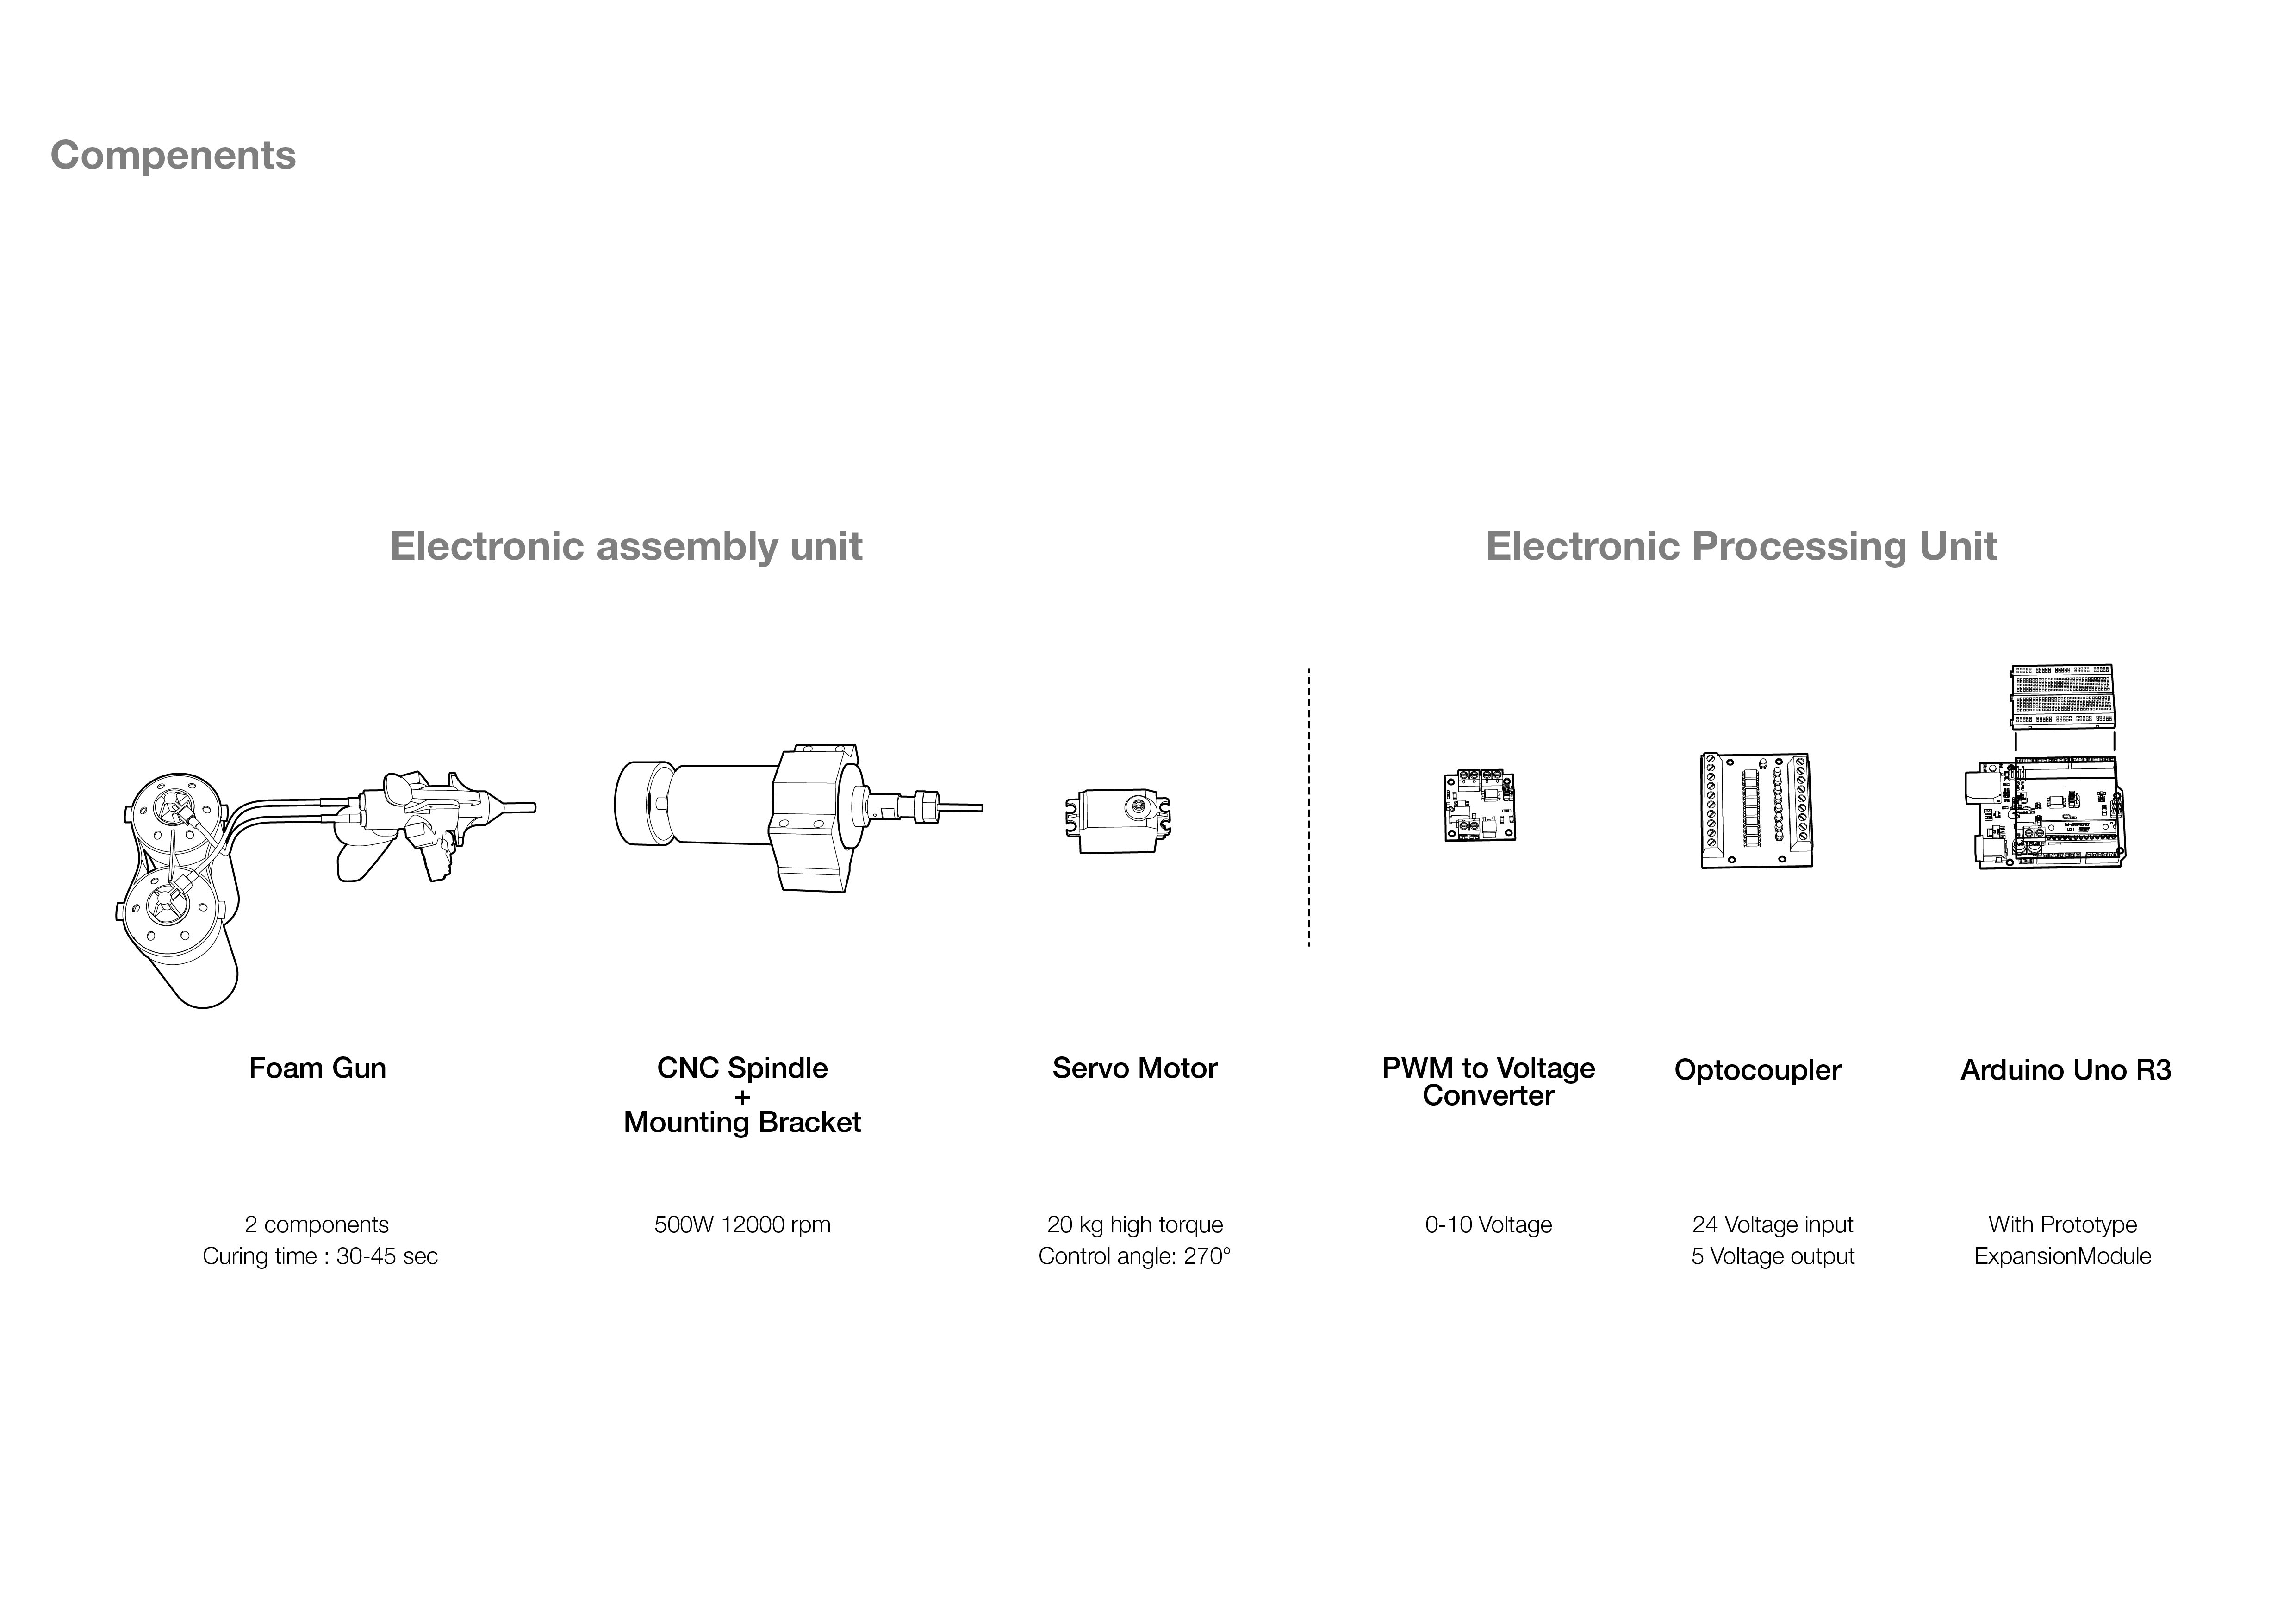 Compenents
Electronic assembly unit
Electronic Processing Unit
Foam Gun
CNC Spindle
+
Mounting Bracket
Servo Motor
PWM to Voltage
Converter
Optocoupler
Arduino Uno R3
2 components
Curing time : 30-45 sec
500W 12000 rpm
20 kg high torque
Control angle: 270°
0-10 Voltage
24 Voltage input
5 Voltage output
With Prototype
ExpansionModule